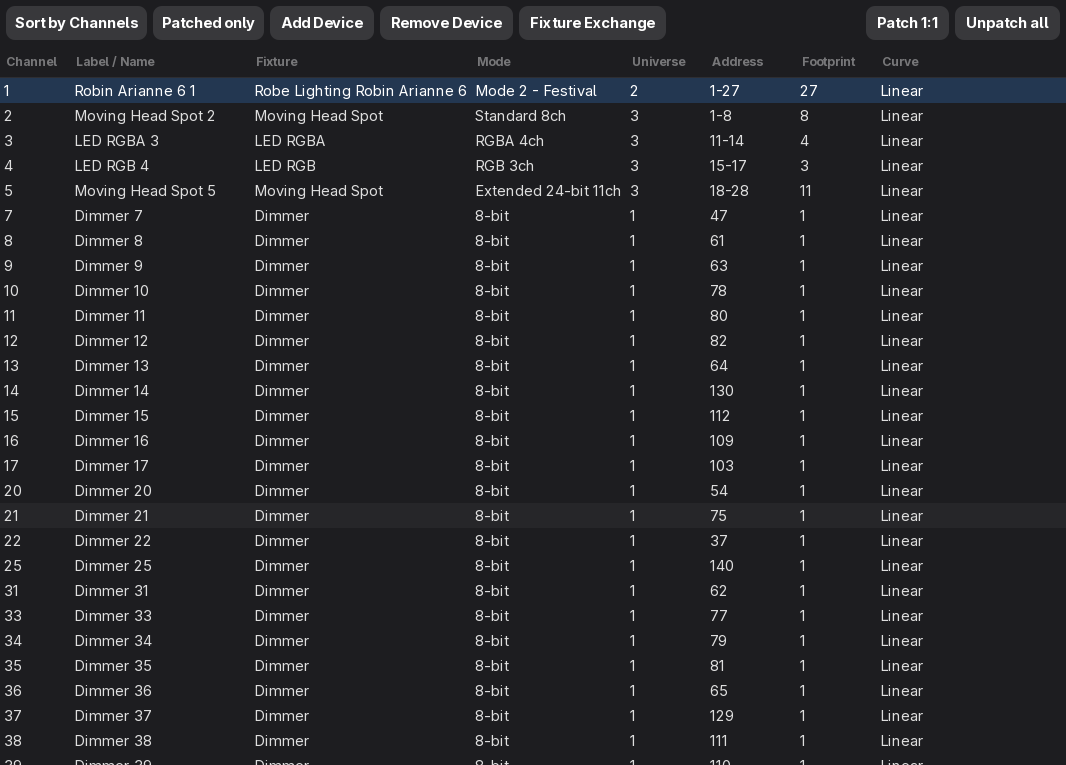 Sort by Channels Patched only Add Device Remove Device Fixture Exchange Patch 1:1 Unpatch all
Channel Label / Name Fixture Mode Universe Address Footprint Curve
1 Robin Arianne 6 1 Robe Lighting Robin Arianne 6 Mode 2 - Festival 2 1-27 27 Linear
2 Moving Head Spot 2 Moving Head Spot Standard 8ch 3 1-8 8 Linear
3 LED RGBA 3 LED RGBA RGBA 4ch 3 11-14 4 Linear
4 LED RGB 4 LED RGB RGB 3ch 3 15-17 3 Linear
5 Moving Head Spot 5 Moving Head Spot Extended 24-bit 11ch 3 18-28 11 Linear
7 Dimmer 7 Dimmer 8-bit 1 47 1 Linear
8 Dimmer 8 Dimmer 8-bit 1 61 1 Linear
9 Dimmer 9 Dimmer 8-bit 1 63 1 Linear
10 Dimmer 10 Dimmer 8-bit 1 78 1 Linear
11 Dimmer 11 Dimmer 8-bit 1 80 1 Linear
12 Dimmer 12 Dimmer 8-bit 1 82 1 Linear
13 Dimmer 13 Dimmer 8-bit 1 64 1 Linear
14 Dimmer 14 Dimmer 8-bit 1 130 1 Linear
15 Dimmer 15 Dimmer 8-bit 1 112 1 Linear
16 Dimmer 16 Dimmer 8-bit 1 109 1 Linear
17 Dimmer 17 Dimmer 8-bit 1 103 1 Linear
20 Dimmer 20 Dimmer 8-bit 1 54 1 Linear
21 Dimmer 21 Dimmer 8-bit 1 75 1 Linear
22 Dimmer 22 Dimmer 8-bit 1 37 1 Linear
25 Dimmer 25 Dimmer 8-bit 1 140 1 Linear
31 Dimmer 31 Dimmer 8-bit 1 62 1 Linear
33 Dimmer 33 Dimmer 8-bit 1 77 1 Linear
34 Dimmer 34 Dimmer 8-bit 1 79 1 Linear
35 Dimmer 35 Dimmer 8-bit 1 81 1 Linear
36 Dimmer 36 Dimmer 8-bit 1 65 1 Linear
37 Dimmer 37 Dimmer 8-bit 1 129 1 Linear
38 Dimmer 38 Dimmer 8-bit 1 111 1 Linear
39 Dimmer 39 Dimmer 8-bit 1 110 1 Linear